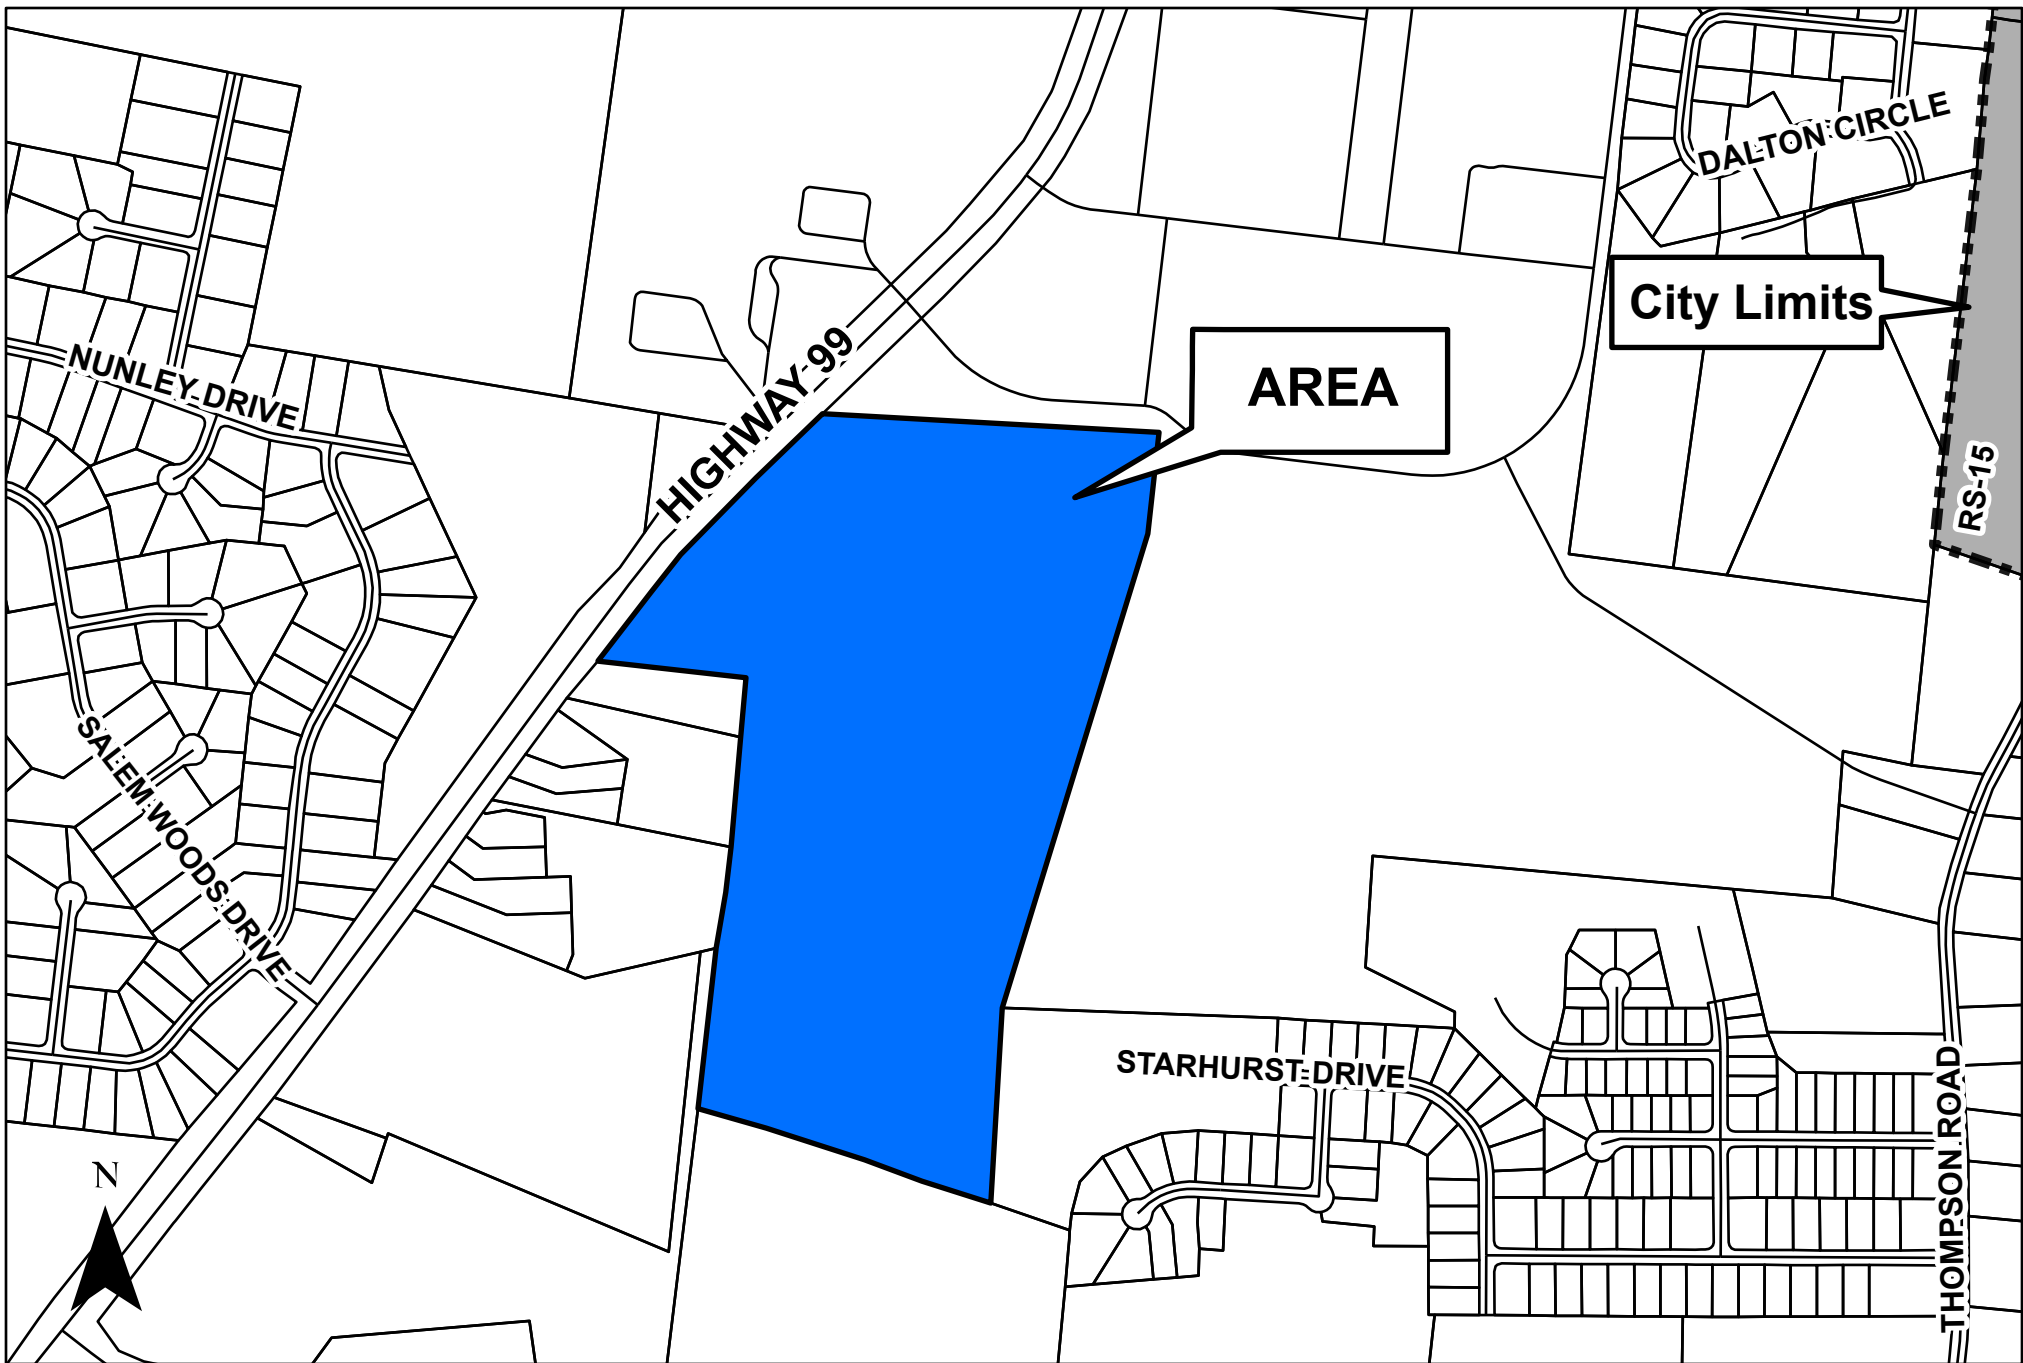 DALTON CIRCLE
City Limits
NUNLEY DRIVE
HIGHWAY 99
AREA
RS-15
SALEM WOODS DRIVE
STARHURST DRIVE
THOMPSON ROAD
N